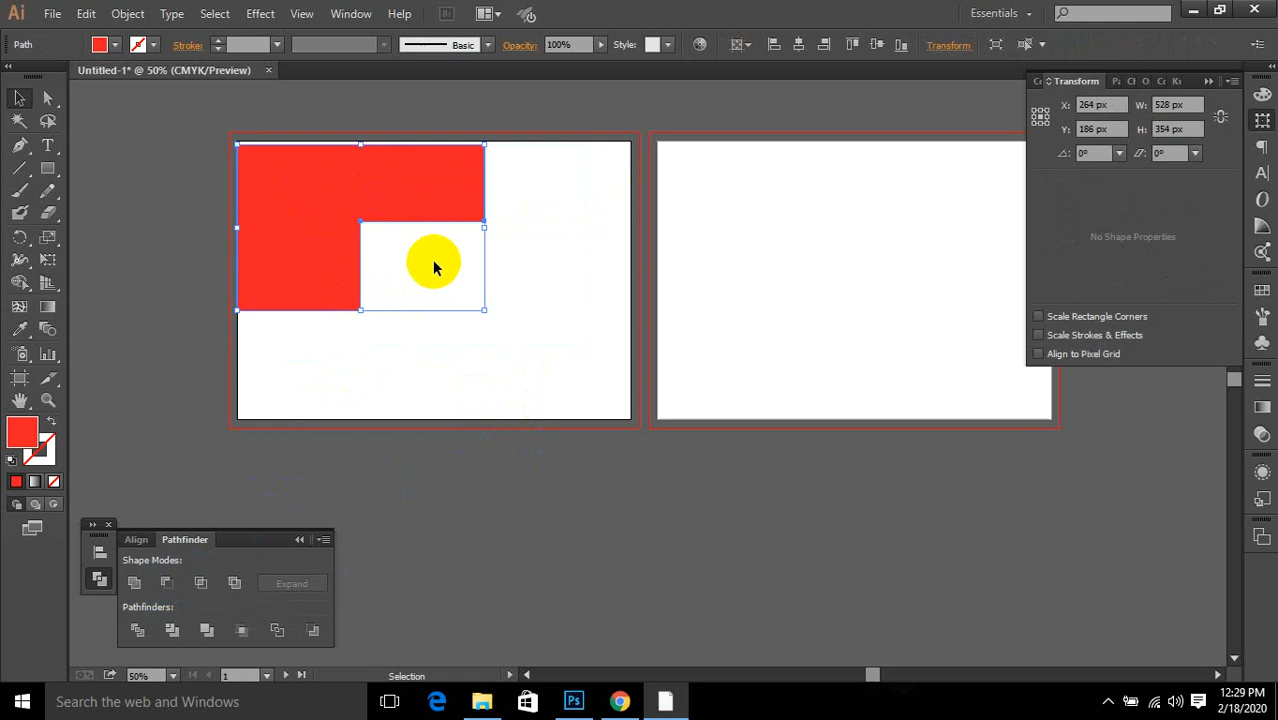 Ai File Edit Object Type Select Effect View Window Help Br Essentials
Path Stroke: Basic Opacity: 100% Style: Transform
Untitled-1* @ 50% (CMYK/Preview)
Transform
X: 264 px W: 528 px
Y: 186 px H: 354 px
0° 0°
No Shape Properties
Scale Rectangle Corners
Scale Strokes & Effects
Align to Pixel Grid
Align Pathfinder
Shape Modes:
Expand
Pathfinders:
50% 1 Selection
Search the web and Windows
Ps
12:29 PM
2/18/2020